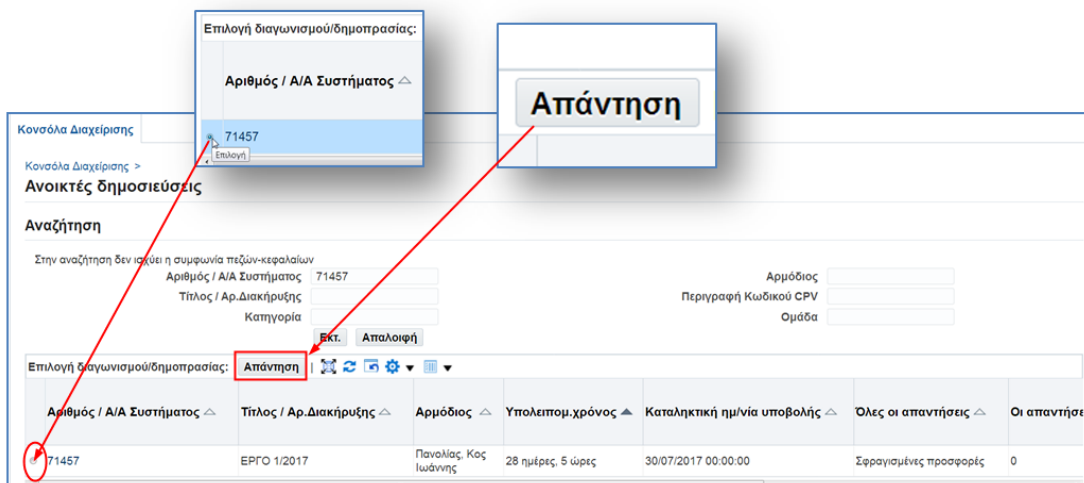 Επιλογή διαγωνισμού/δημοπρασίας:
Αριθμός / Α/Α Συστήματος
71457
Επιλογή
Απάντηση
Κονσόλα Διαχείρισης
Κονσόλα Διαχείρισης >
Ανοικτές δημοσιεύσεις
Αναζήτηση
Στην αναζήτηση δεν ισχύει η συμφωνία πεζών-κεφαλαίων
Αριθμός / Α/Α Συστήματος 71457 Αρμόδιος
Τίτλος / Αρ.Διακήρυξης Περιγραφή Κωδικού CPV
Κατηγορία Ομάδα
Εκτ. Απαλοιφή
Επιλογή διαγωνισμού/δημοπρασίας: Απάντηση
Αριθμός / Α/Α Συστήματος Τίτλος / Αρ.Διακήρυξης Αρμόδιος Υπολειπομ.χρόνος Καταληκτική ημ/νία υποβολής Όλες οι απαντήσεις Οι απαντήσε
71457 ΕΡΓΟ 1/2017 Πανολίας, Κος Ιωάννης 28 ημέρες, 5 ώρες 30/07/2017 00:00:00 Σφραγισμένες προσφορές 0